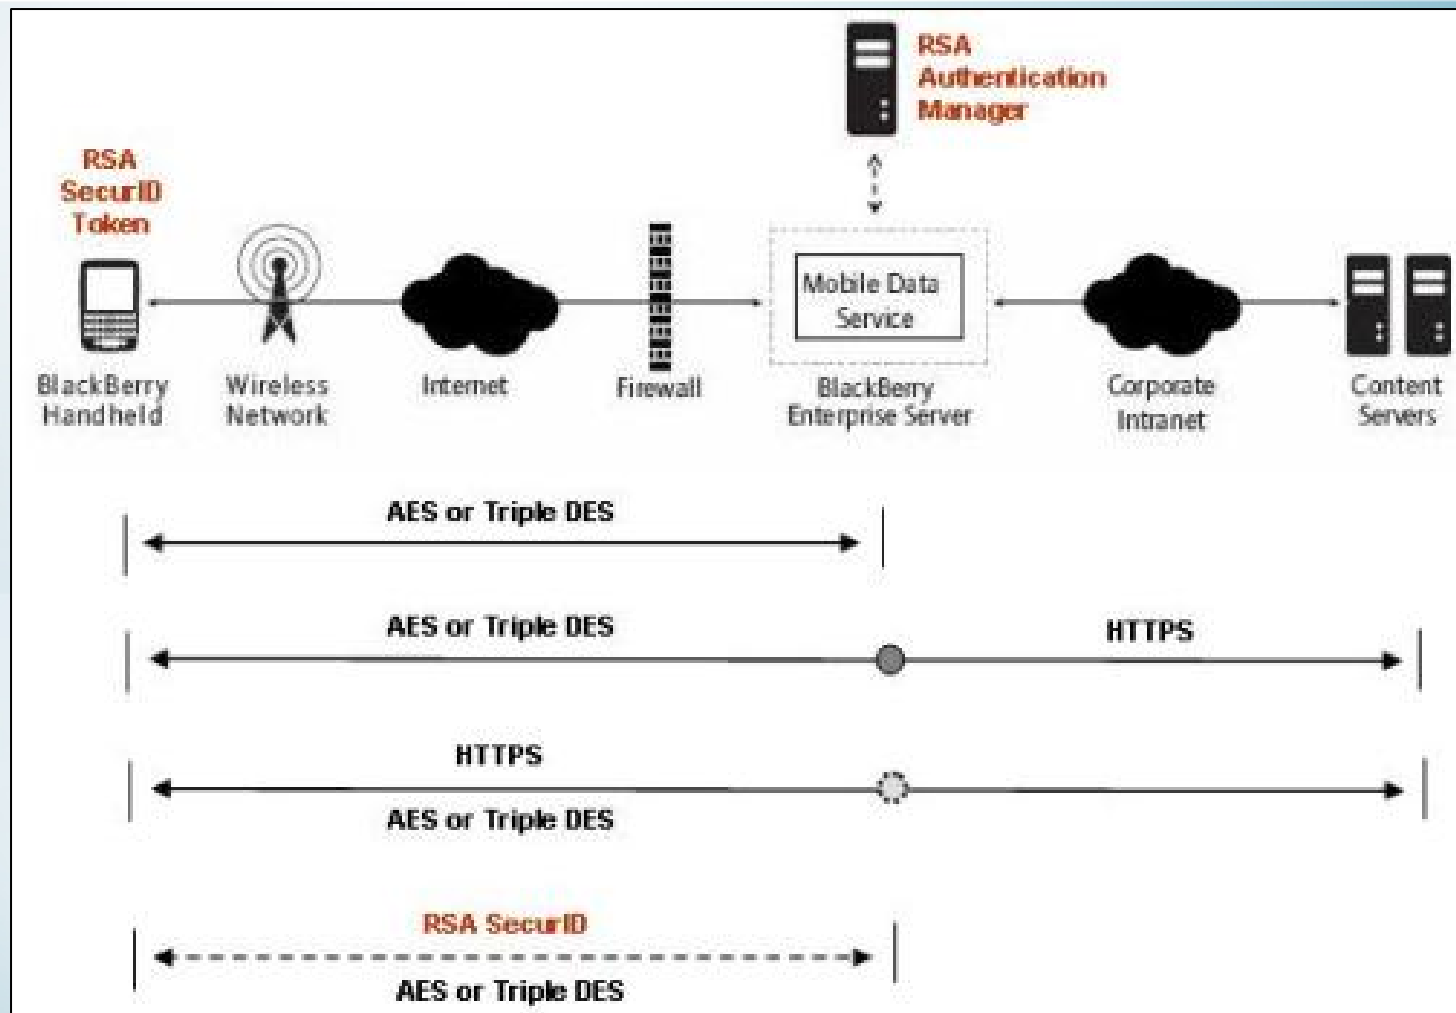 RSA
Authentication
Manager
RSA
SecurID
Token
Mobile Data
Service
BlackBerry
Handheld
Wireless
Network
Internet
Firewall
BlackBerry
Enterprise Server
Corporate
Intranet
Content
Servers
AES or Triple DES
AES or Triple DES
HTTPS
HTTPS
AES or Triple DES
RSA SecurID
AES or Triple DES